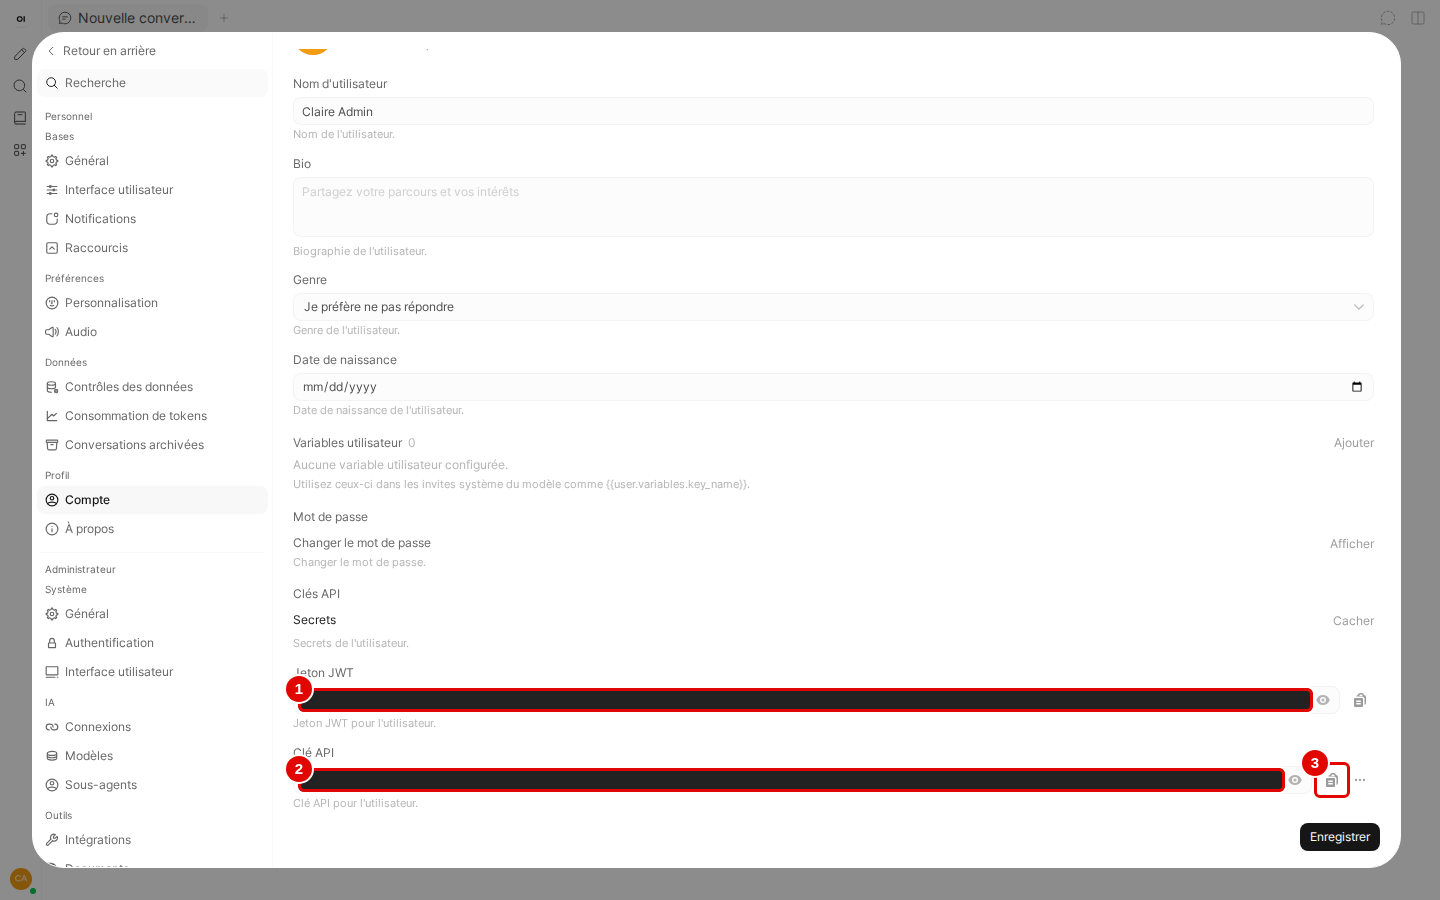 OI
Nouvelle conver...
Retour en arrière
Recherche
Personnel
Bases
Général
Interface utilisateur
Notifications
Raccourcis
Préférences
Personnalisation
Audio
Données
Contrôles des données
Consommation de tokens
Conversations archivées
Profil
Compte
À propos
Administrateur
Système
Général
Authentification
Interface utilisateur
IA
Connexions
Modèles
Sous-agents
Outils
Intégrations
CA
Nom d'utilisateur
Claire Admin
Nom de l'utilisateur.
Bio
Partagez votre parcours et vos intérêts
Biographie de l'utilisateur.
Genre
Je préfère ne pas répondre
Genre de l'utilisateur.
Date de naissance
mm/dd/yyyy
Date de naissance de l'utilisateur.
Variables utilisateur 0 Ajouter
Aucune variable utilisateur configurée.
Utilisez ceux-ci dans les invites système du modèle comme {{user.variables.key_name}}.
Mot de passe
Changer le mot de passe Afficher
Changer le mot de passe.
Clés API
Secrets Cacher
Secrets de l'utilisateur.
Jeton JWT
1
Jeton JWT pour l'utilisateur.
Clé API
2 3
Clé API pour l'utilisateur.
Enregistrer